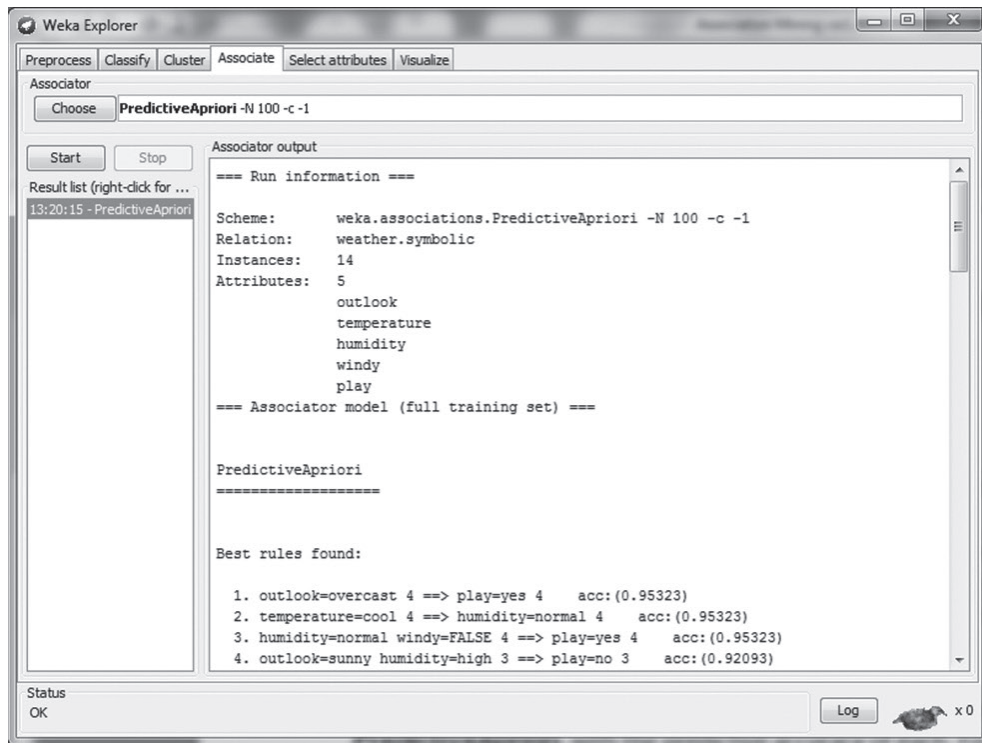 Weka Explorer
Preprocess Classify Cluster Associate Select attributes Visualize
Associator
Choose PredictiveApriori -N 100 -c -1
Start Stop
Result list (right-click for ...
13:20:15 - PredictiveApriori
Associator output
=== Run information ===
Scheme: weka.associations.PredictiveApriori -N 100 -c -1
Relation: weather.symbolic
Instances: 14
Attributes: 5
outlook
temperature
humidity
windy
play
=== Associator model (full training set) ===
PredictiveApriori
===================
Best rules found:
1. outlook=overcast 4 ==> play=yes 4 acc:(0.95323)
2. temperature=cool 4 ==> humidity=normal 4 acc:(0.95323)
3. humidity=normal windy=FALSE 4 ==> play=yes 4 acc:(0.95323)
4. outlook=sunny humidity=high 3 ==> play=no 3 acc:(0.92093)
Status
OK
Log
x 0